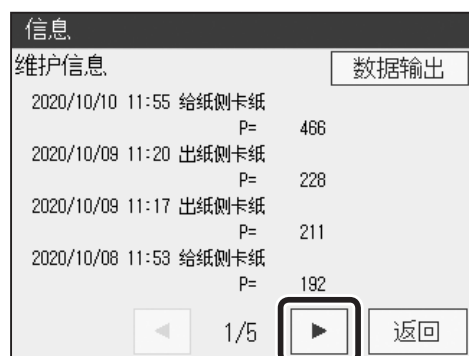 信息
维护信息 数据输出
2020/10/10 11:55 给纸侧卡纸
P= 466
2020/10/09 11:20 出纸侧卡纸
P= 228
2020/10/09 11:17 出纸侧卡纸
P= 211
2020/10/08 11:53 给纸侧卡纸
P= 192
◄ 1/5 ► 返回